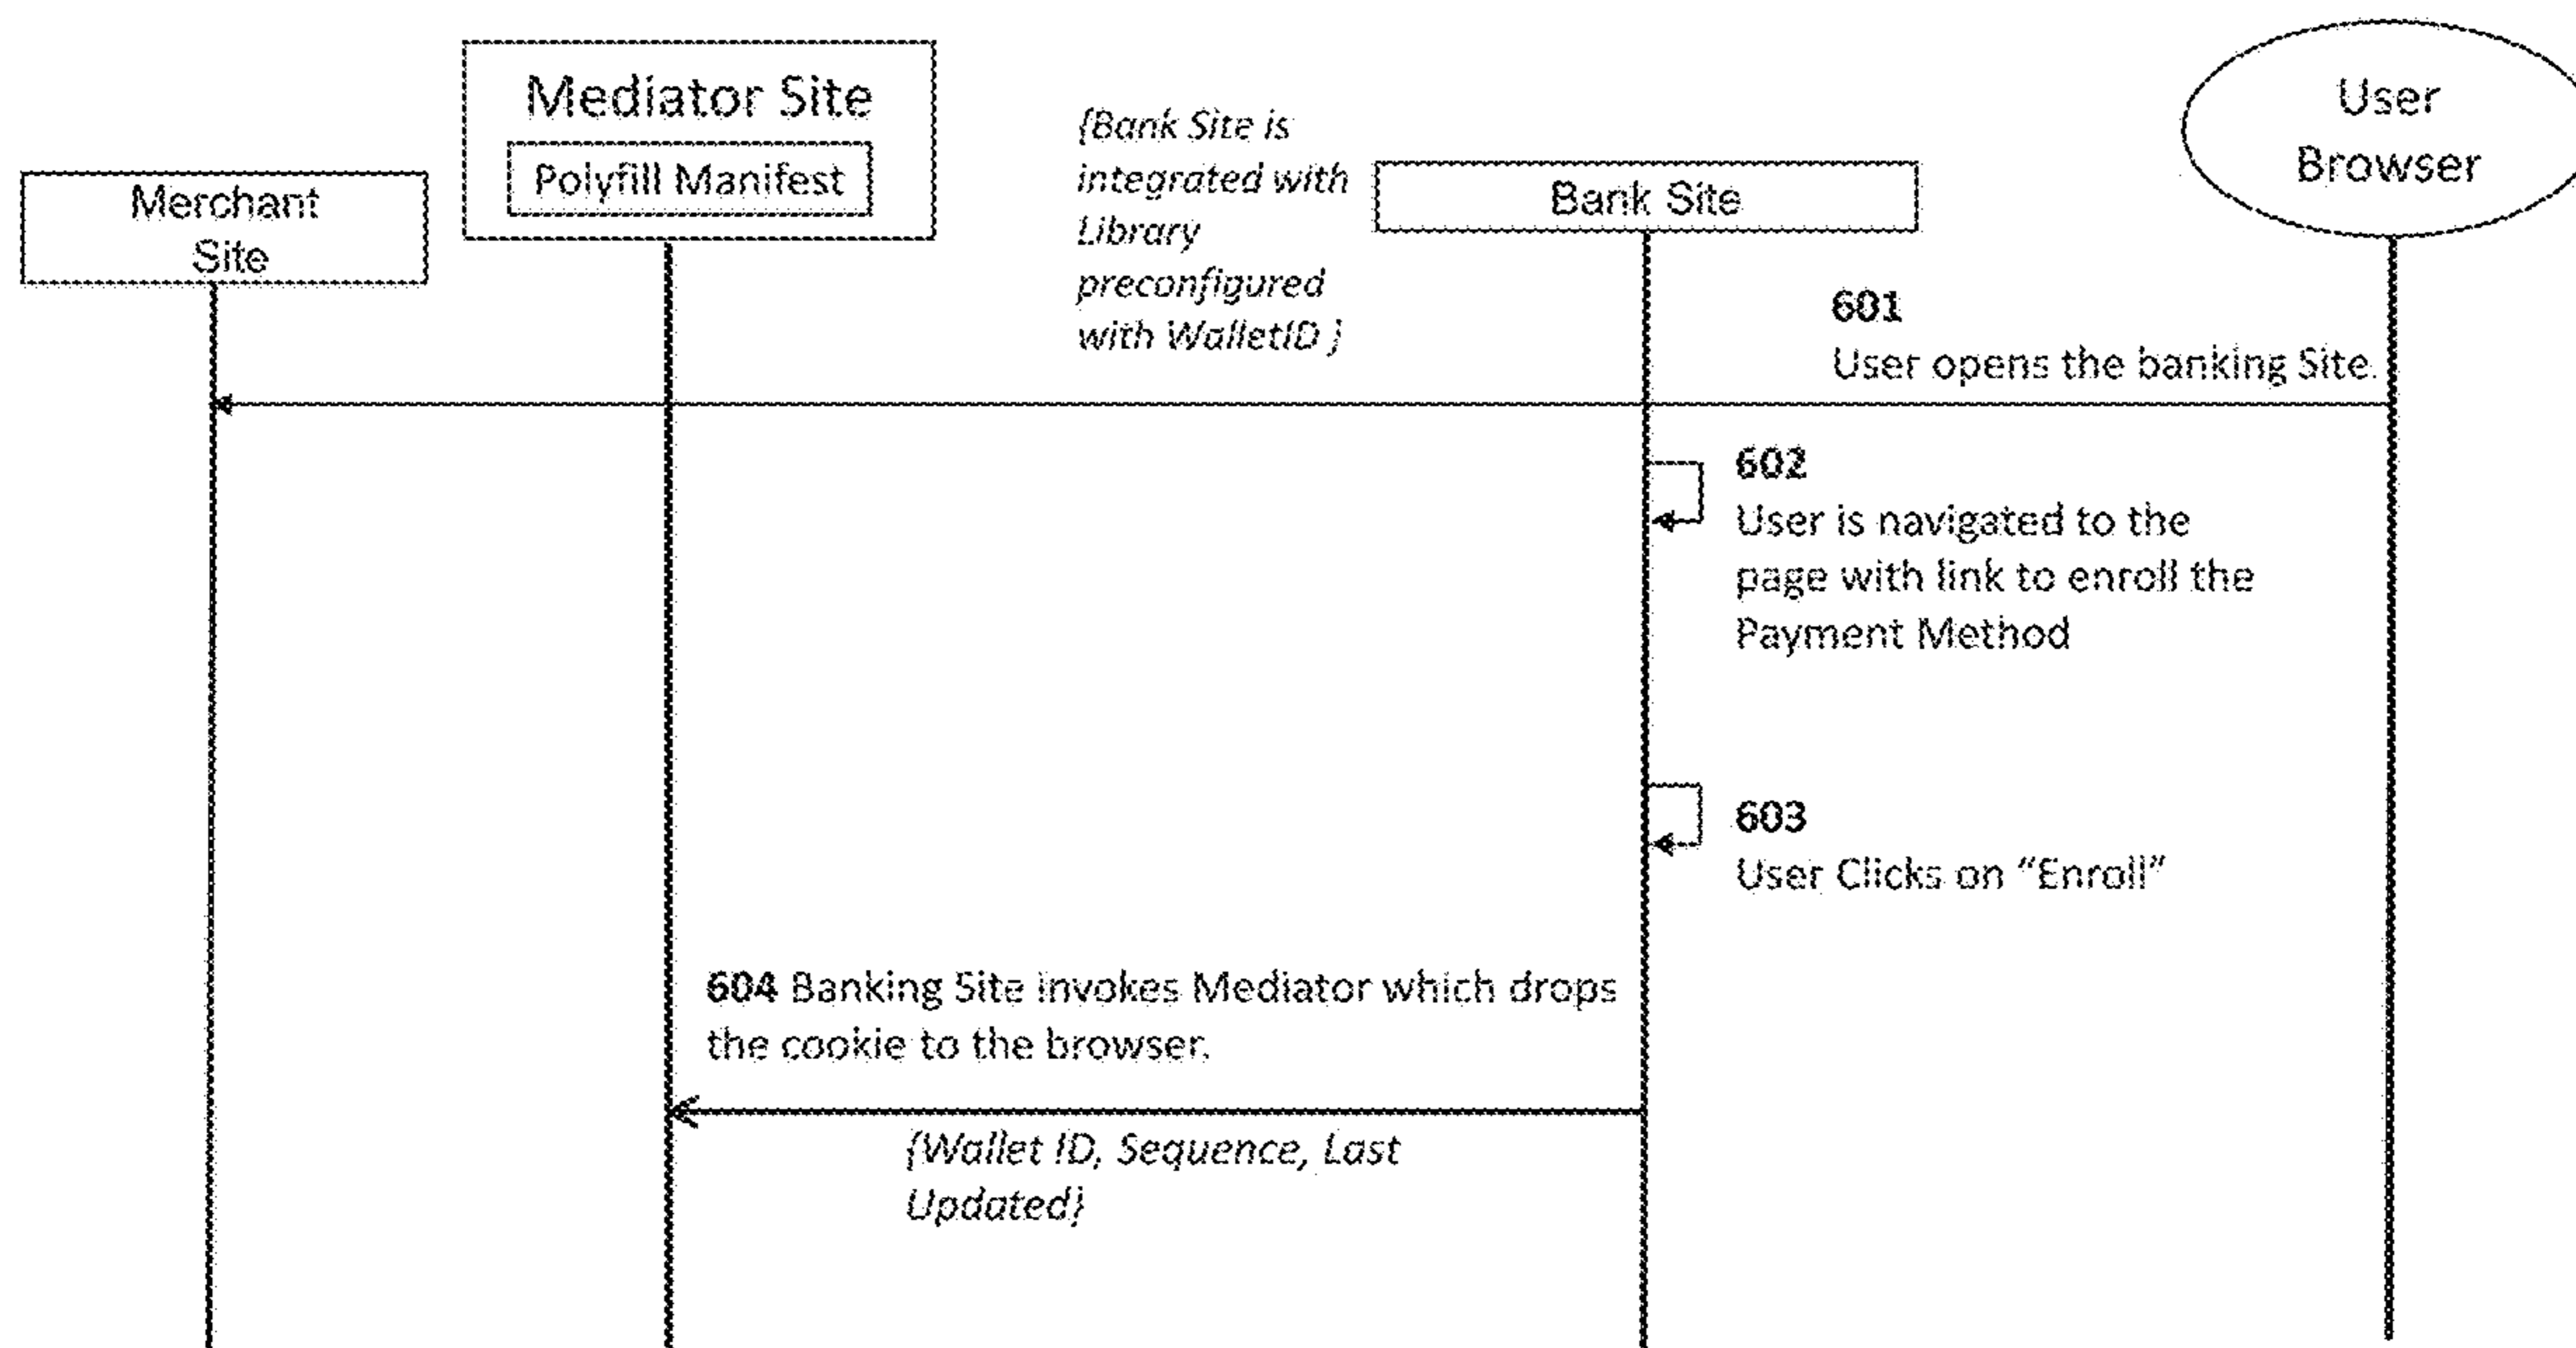 Mediator Site
Polyfill Manifest
Merchant
Site
{Bank Site is
integrated with
Library
preconfigured
with WalletID }
Bank Site
User
Browser
601
User opens the banking Site.
602
User is navigated to the
page with link to enroll the
Payment Method
603
User Clicks on “Enroll”
604 Banking Site invokes Mediator which drops
the cookie to the browser.
{Wallet ID, Sequence, Last
Updated}